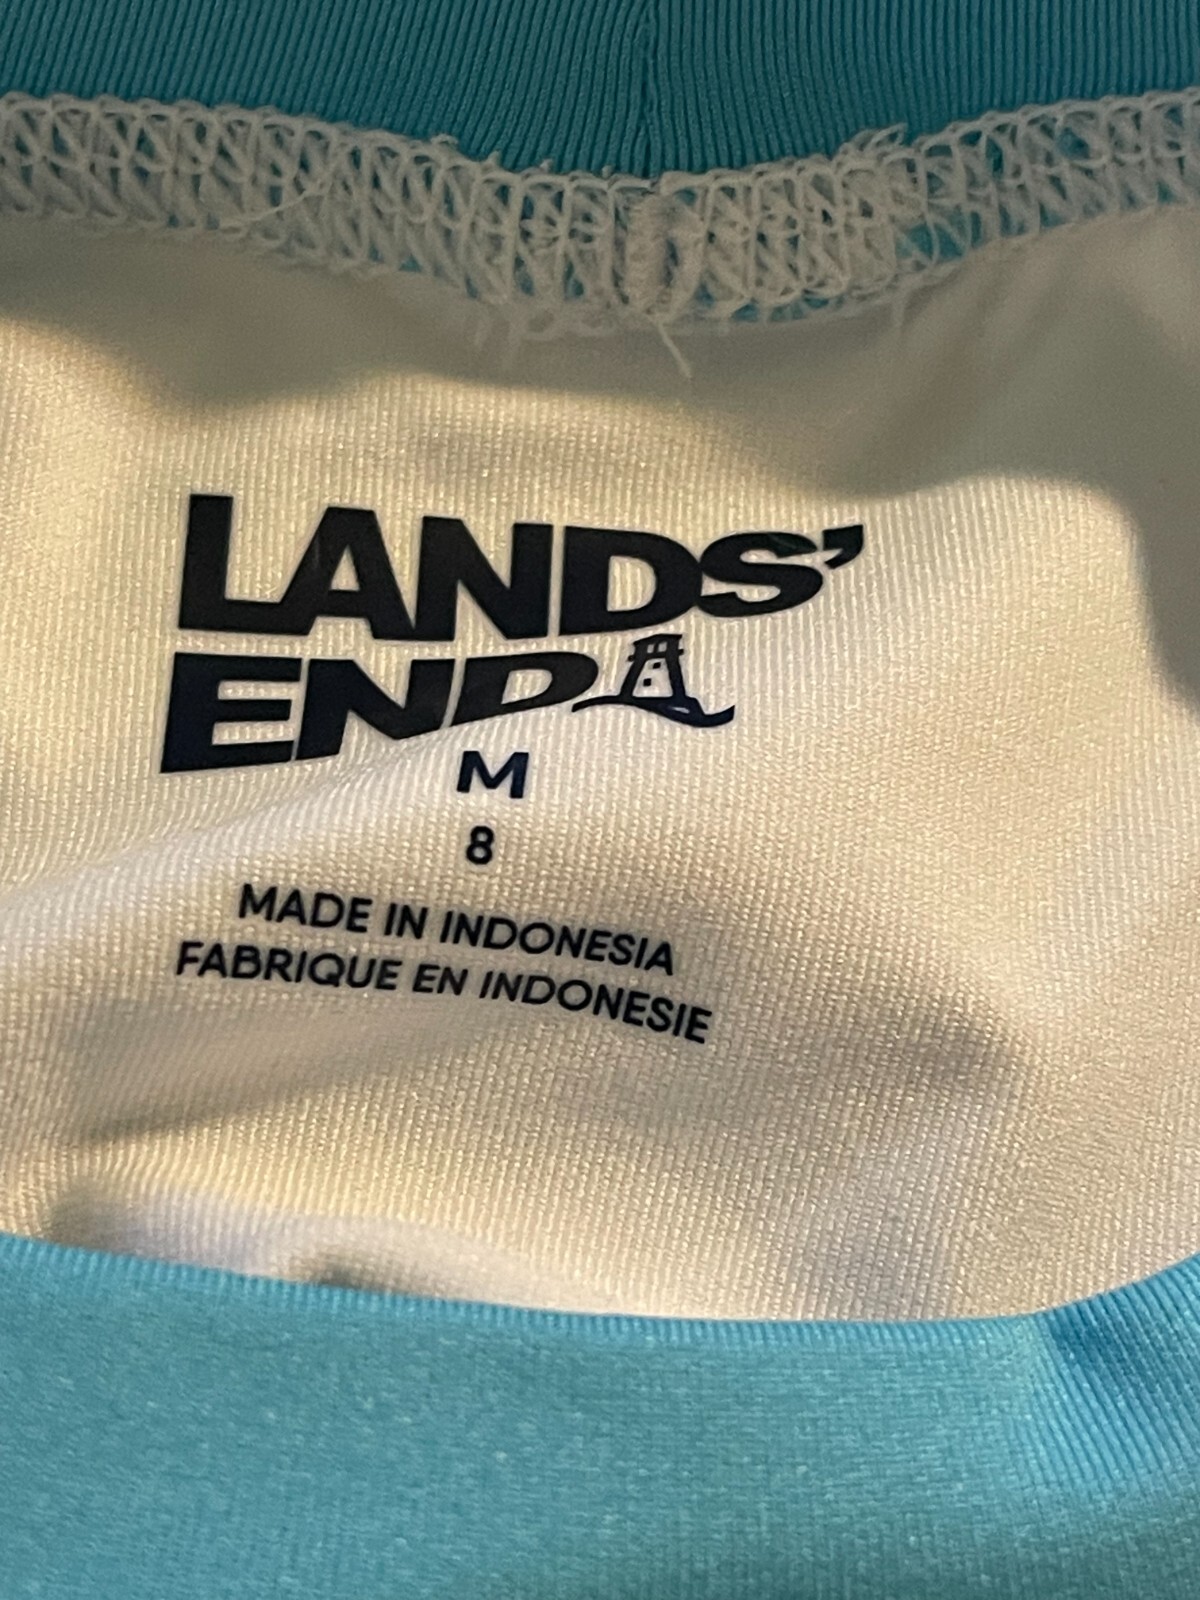 LANDS'
END
M
8
MADE IN INDONESIA
FABRIQUE EN INDONESIE